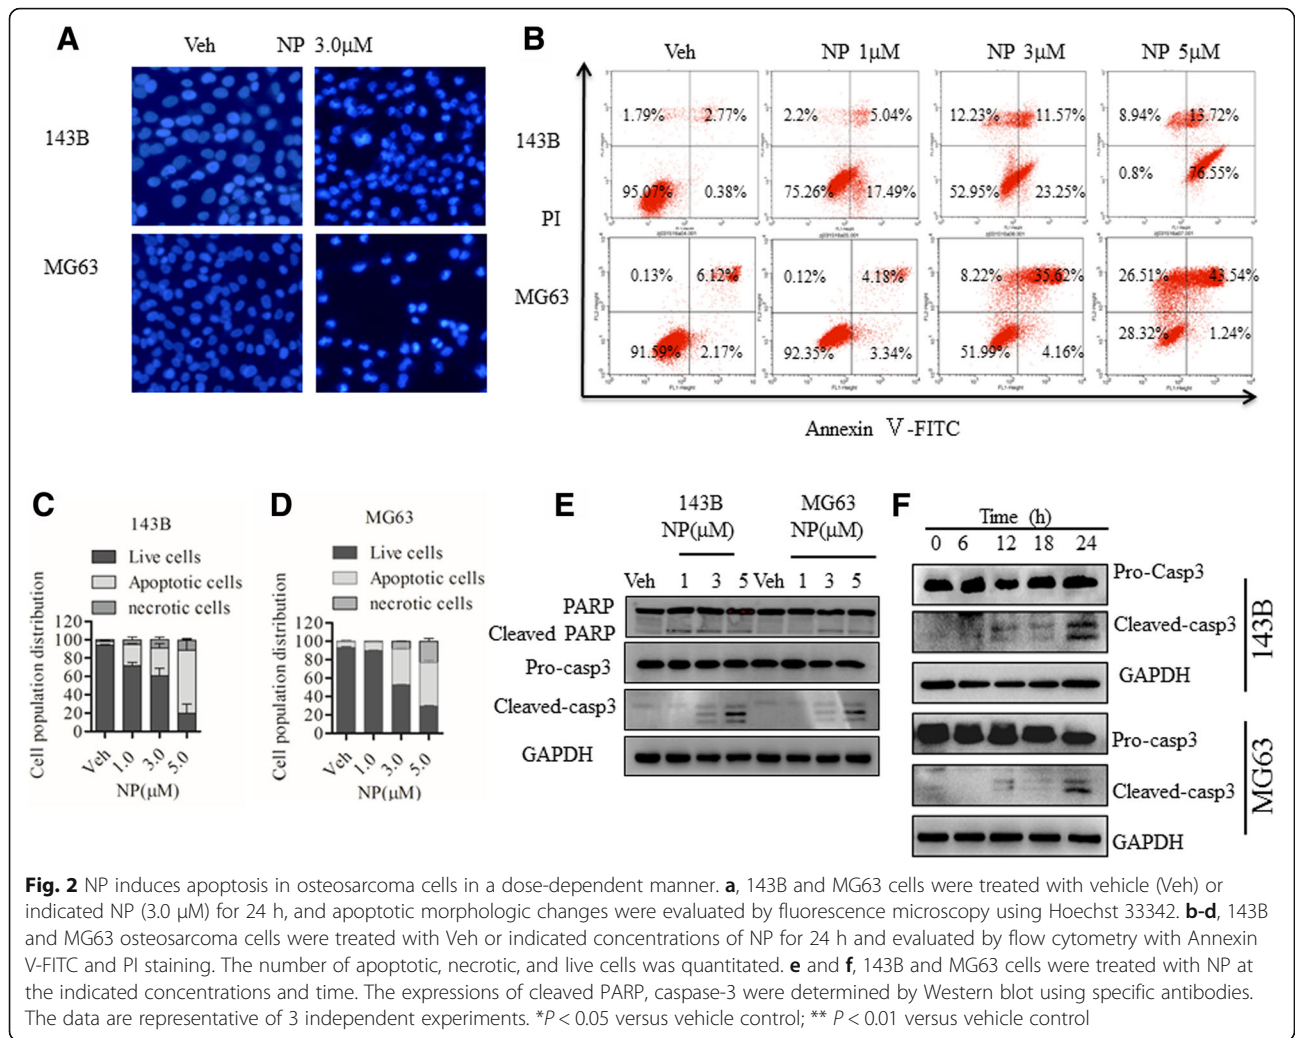 A
Veh NP 3.0μM
143B
MG63
B
Veh NP 1μM NP 3μM NP 5μM
143B
1.79% 2.77% 2.2% 5.04% 12.23% 11.57% 8.94% 13.72%
95.07% 0.38% 75.26% 17.49% 52.95% 23.25% 0.8% 76.55%
PI
MG63
0.13% 6.12% 0.12% 4.18% 8.22% 35.62% 26.51% 43.54%
91.59% 2.17% 92.35% 3.34% 51.99% 4.16% 28.32% 1.24%
FL1-Height FL1-Height FL1-Height FL1-Height
Annexin V-FITC
C
143B
Live cells
Apoptotic cells
necrotic cells
Cell population distribution
120
100
80
60
40
20
0
Veh 1.0 3.0 5.0
NP(μM)
D
MG63
Live cells
Apoptotic cells
necrotic cells
Cell population distribution
120
100
80
60
40
20
0
Veh 1.0 3.0 5.0
NP(μM)
E
143B MG63
NP(μM) NP(μM)
Veh 1 3 5 Veh 1 3 5
PARP
Cleaved PARP
Pro-casp3
Cleaved-casp3
GAPDH
F
Time (h)
0 6 12 18 24
Pro-Casp3
Cleaved-casp3
GAPDH
143B
Pro-casp3
Cleaved-casp3
GAPDH
MG63
Fig. 2 NP induces apoptosis in osteosarcoma cells in a dose-dependent manner. a, 143B and MG63 cells were treated with vehicle (Veh) or
indicated NP (3.0 μM) for 24 h, and apoptotic morphologic changes were evaluated by fluorescence microscopy using Hoechst 33342. b-d, 143B
and MG63 osteosarcoma cells were treated with Veh or indicated concentrations of NP for 24 h and evaluated by flow cytometry with Annexin
V-FITC and PI staining. The number of apoptotic, necrotic, and live cells was quantitated. e and f, 143B and MG63 cells were treated with NP at
the indicated concentrations and time. The expressions of cleaved PARP, caspase-3 were determined by Western blot using specific antibodies.
The data are representative of 3 independent experiments. *P < 0.05 versus vehicle control; ** P < 0.01 versus vehicle control